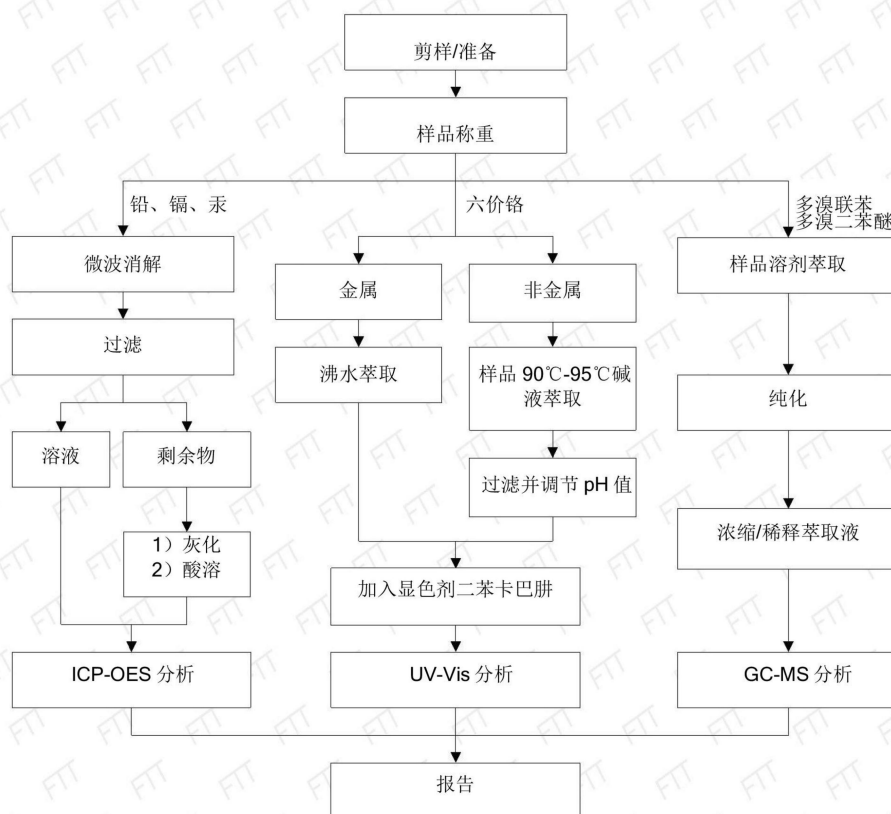 剪样/准备
样品称重
铅、镉、汞
六价铬
多溴联苯
多溴二苯醚
微波消解
金属
非金属
样品溶剂萃取
过滤
沸水萃取
样品 90℃-95℃碱
液萃取
纯化
溶液
剩余物
过滤并调节 pH 值
1）灰化
2）酸溶
浓缩/稀释萃取液
加入显色剂二苯卡巴肼
ICP-OES 分析
UV-Vis 分析
GC-MS 分析
报告
FTT